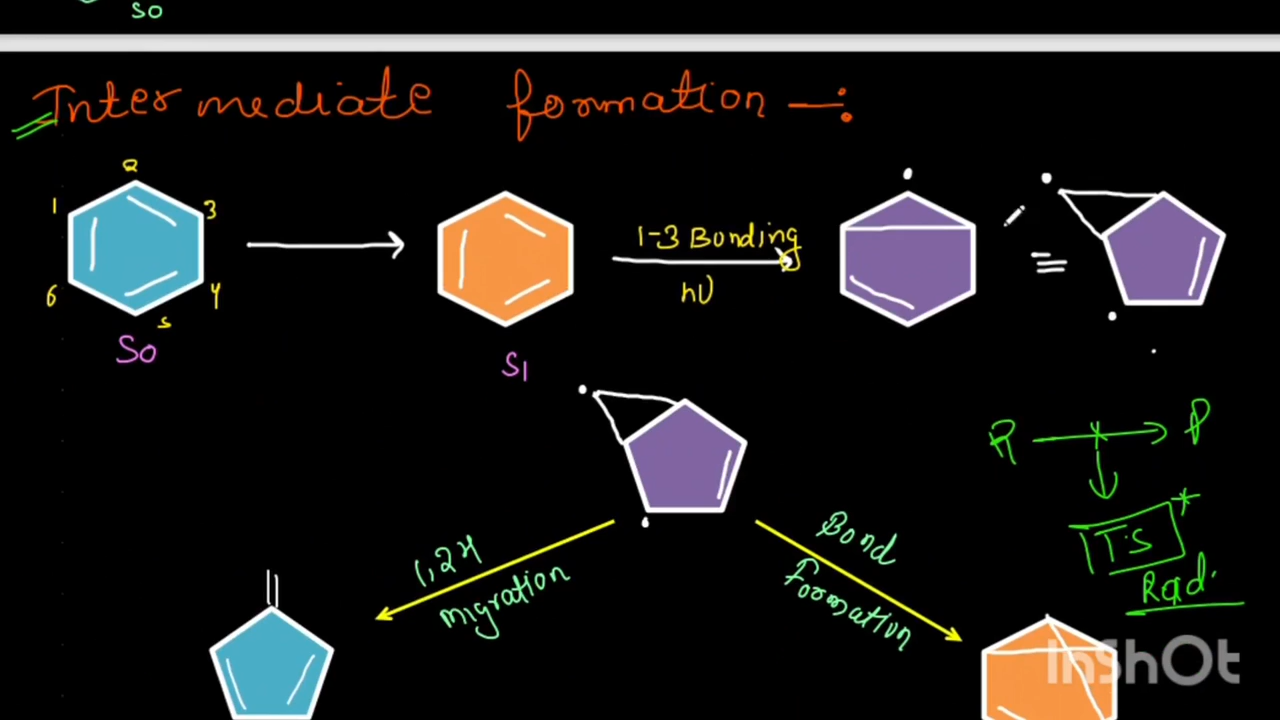 so
Intermediate formation -:
2
1
3
6
4
5
S0
S1
1-3 Bonding
hν
R
P
T.S
*
Rad.
1,2H
migration
Bond
formation
InShOt